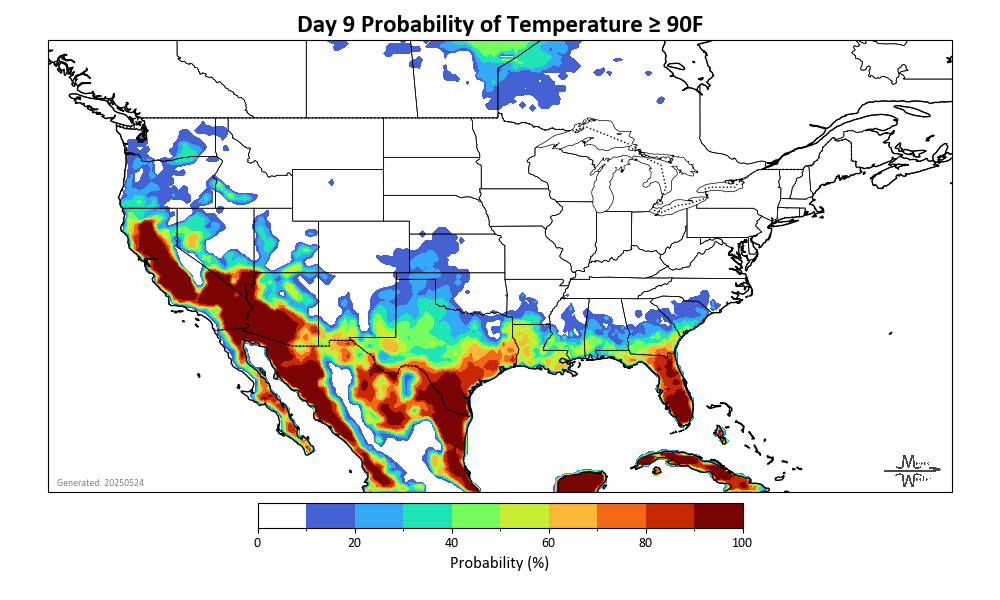 Day 9 Probability of Temperature ≥ 90F
Generated: 20250524
0 20 40 60 80 100
Probability (%)